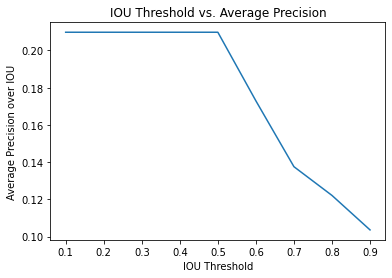 IOU Threshold vs. Average Precision
Average Precision over IOU
0.20
0.18
0.16
0.14
0.12
0.10
0.1 0.2 0.3 0.4 0.5 0.6 0.7 0.8 0.9
IOU Threshold